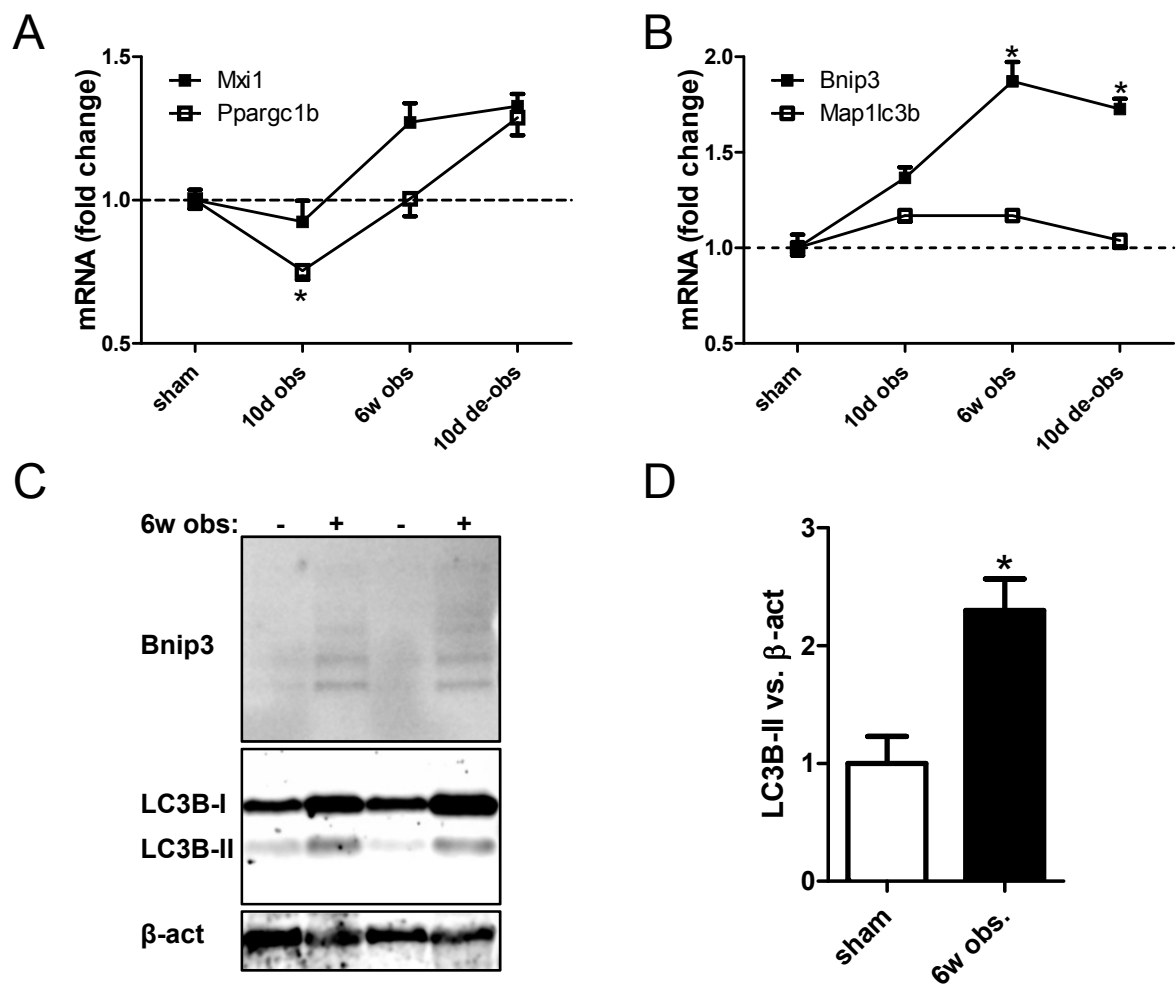 A
mRNA (fold change)
1.5
1.0
0.5
Mxi1
Ppargc1b
*
sham
10d obs
6w obs
10d de-obs
B
mRNA (fold change)
2.0
1.5
1.0
0.5
Bnip3
Map1lc3b
*
*
sham
10d obs
6w obs
10d de-obs
C
6w obs: - + - +
Bnip3
LC3B-I
LC3B-II
β-act
D
LC3B-II vs. β-act
3
2
1
0
*
sham
6w obs.